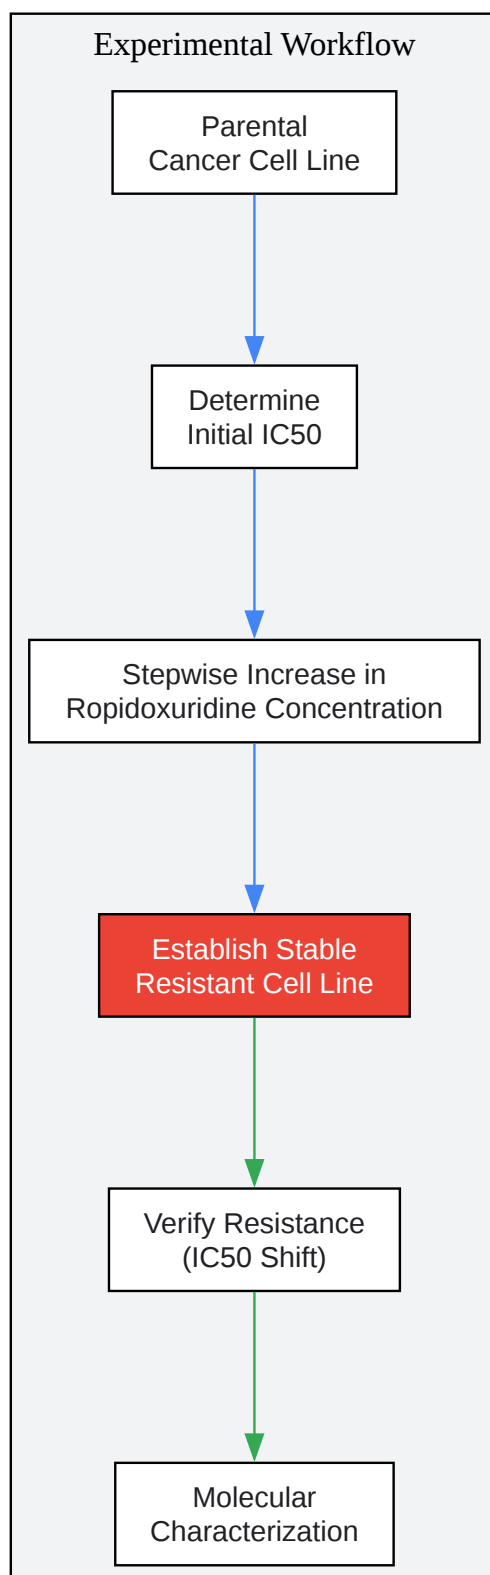 Experimental Workflow
Parental
Cancer Cell Line
Determine
Initial IC50
Stepwise Increase in
Ropidoxuridine Concentration
Establish Stable
Resistant Cell Line
Verify Resistance
(IC50 Shift)
Molecular
Characterization